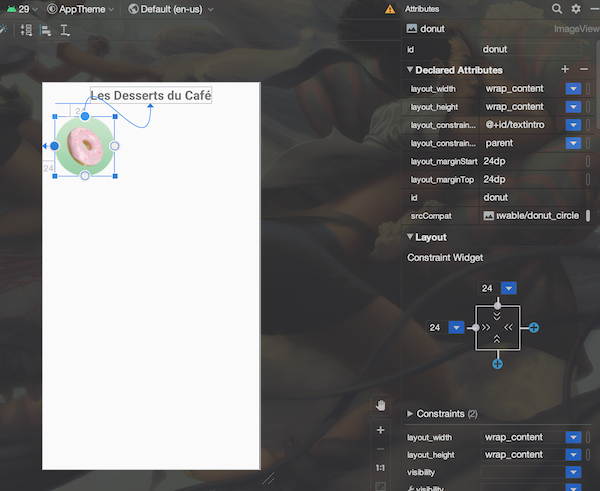 29 AppTheme Default (en-us)
Attributes
donut ImageView
id donut
Declared Attributes
layout_width wrap_content
layout_height wrap_content
layout_constrain... @+id/textintro
layout_constrain... parent
layout_marginStart 24dp
layout_marginTop 24dp
id donut
srcCompat wable/donut_circle
Layout
Constraint Widget
24
24
Constraints (2)
layout_width wrap_content
layout_height wrap_content
visibility
visibility
Les Desserts du Café
24
24
1:1